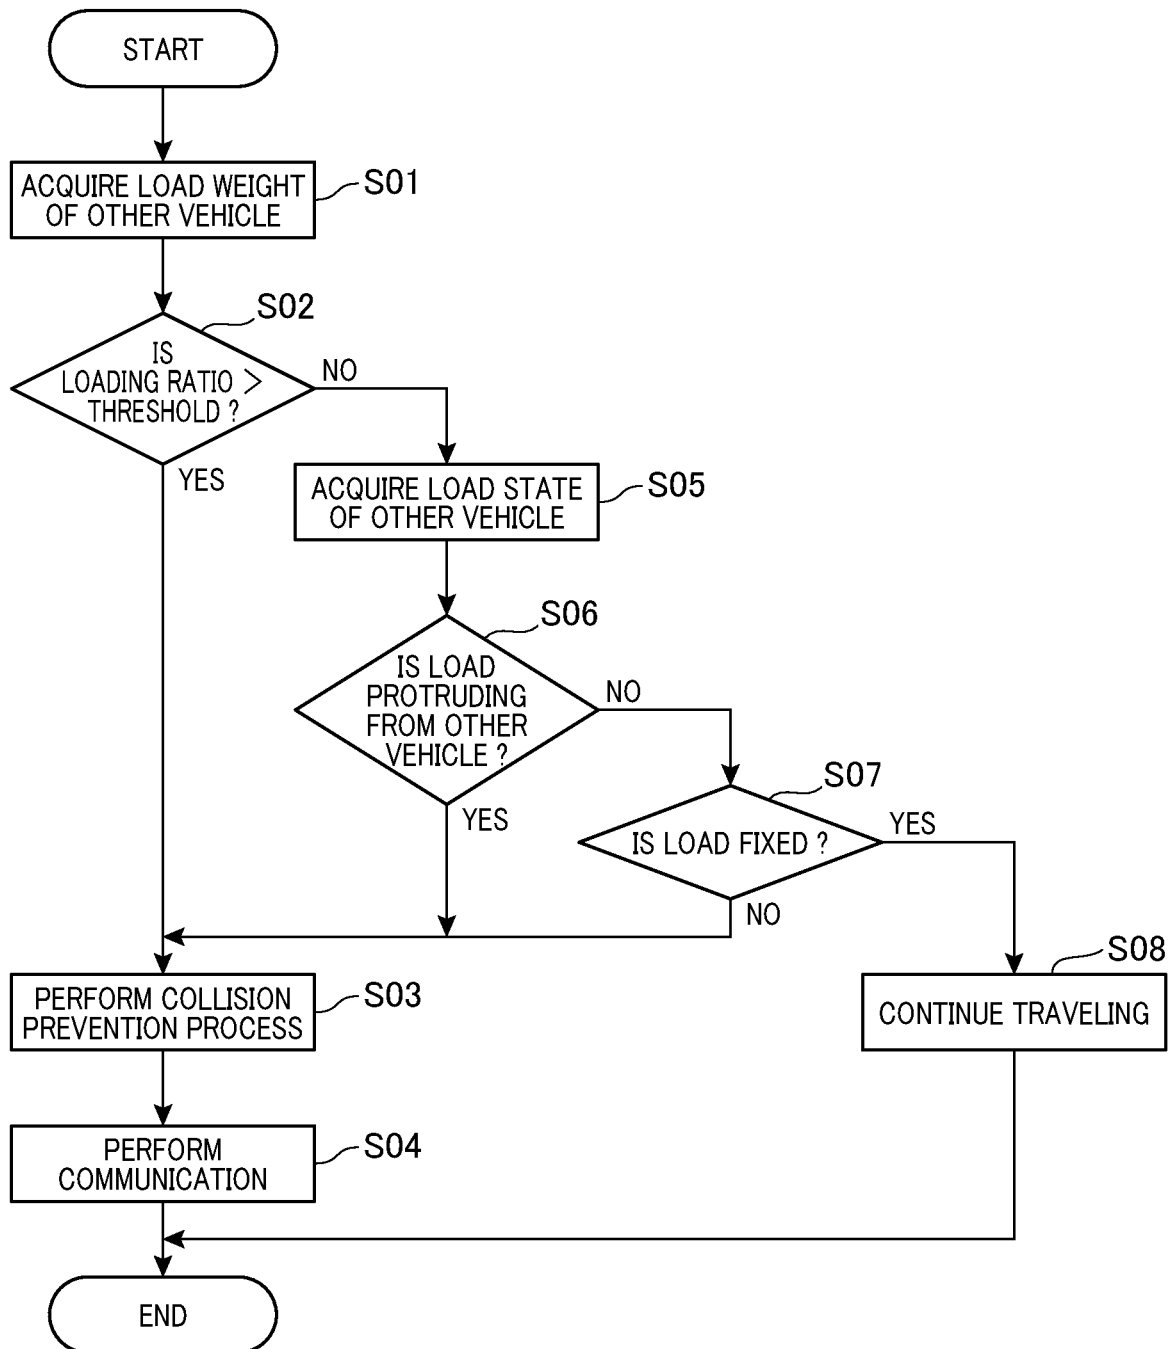 START
ACQUIRE LOAD WEIGHT
OF OTHER VEHICLE
S01
S02
IS
LOADING RATIO >
THRESHOLD ?
NO
YES
ACQUIRE LOAD STATE
OF OTHER VEHICLE
S05
S06
IS LOAD
PROTRUDING
FROM OTHER
VEHICLE ?
NO
YES
S07
IS LOAD FIXED ?
YES
NO
S08
CONTINUE TRAVELING
PERFORM COLLISION
PREVENTION PROCESS
S03
PERFORM
COMMUNICATION
S04
END